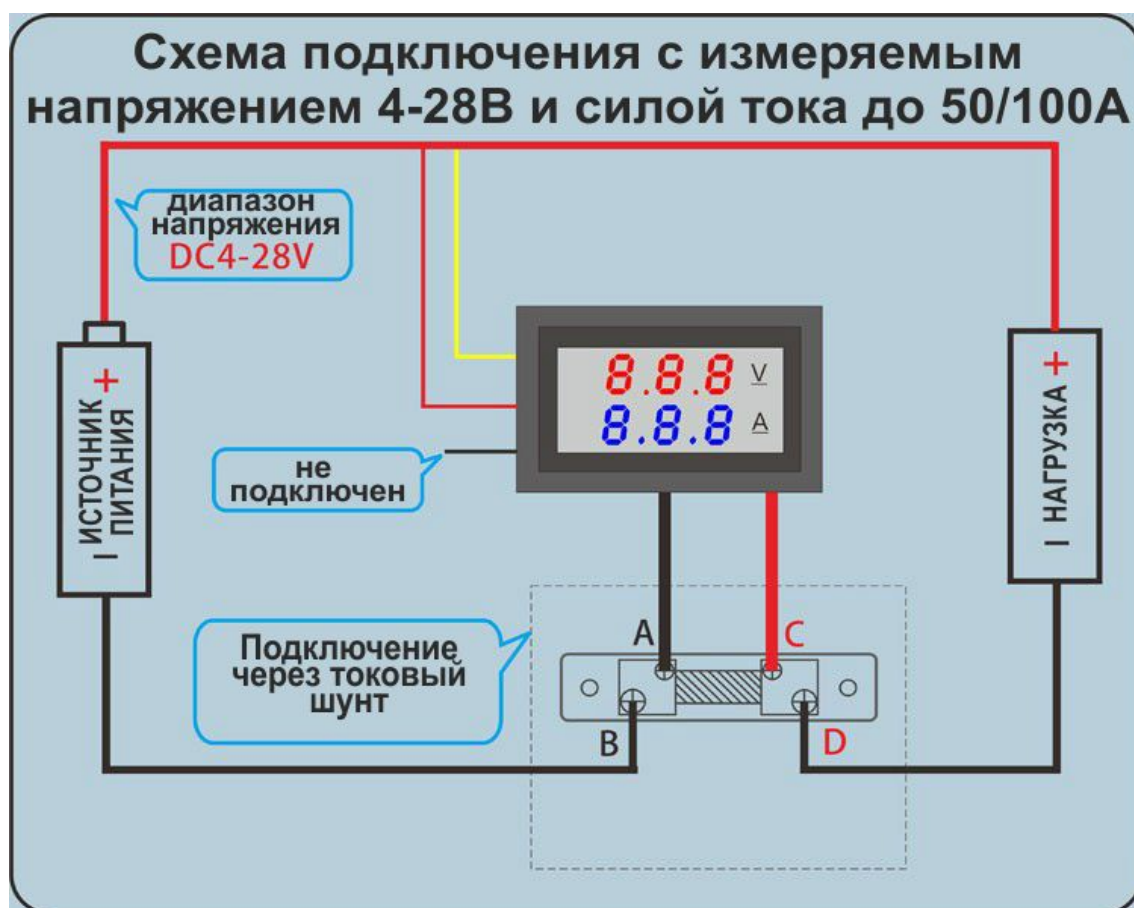 Схема подключения с измеряемым
напряжением 4-28В и силой тока до 50/100А
диапазон
напряжения
DC4-28V
8.8.8 V
8.8.8 A
+
ИСТОЧНИК
ПИТАНИЯ
–
НАГРУЗКА +
–
не
подключен
Подключение
через токовый
шунт
A
C
B
D